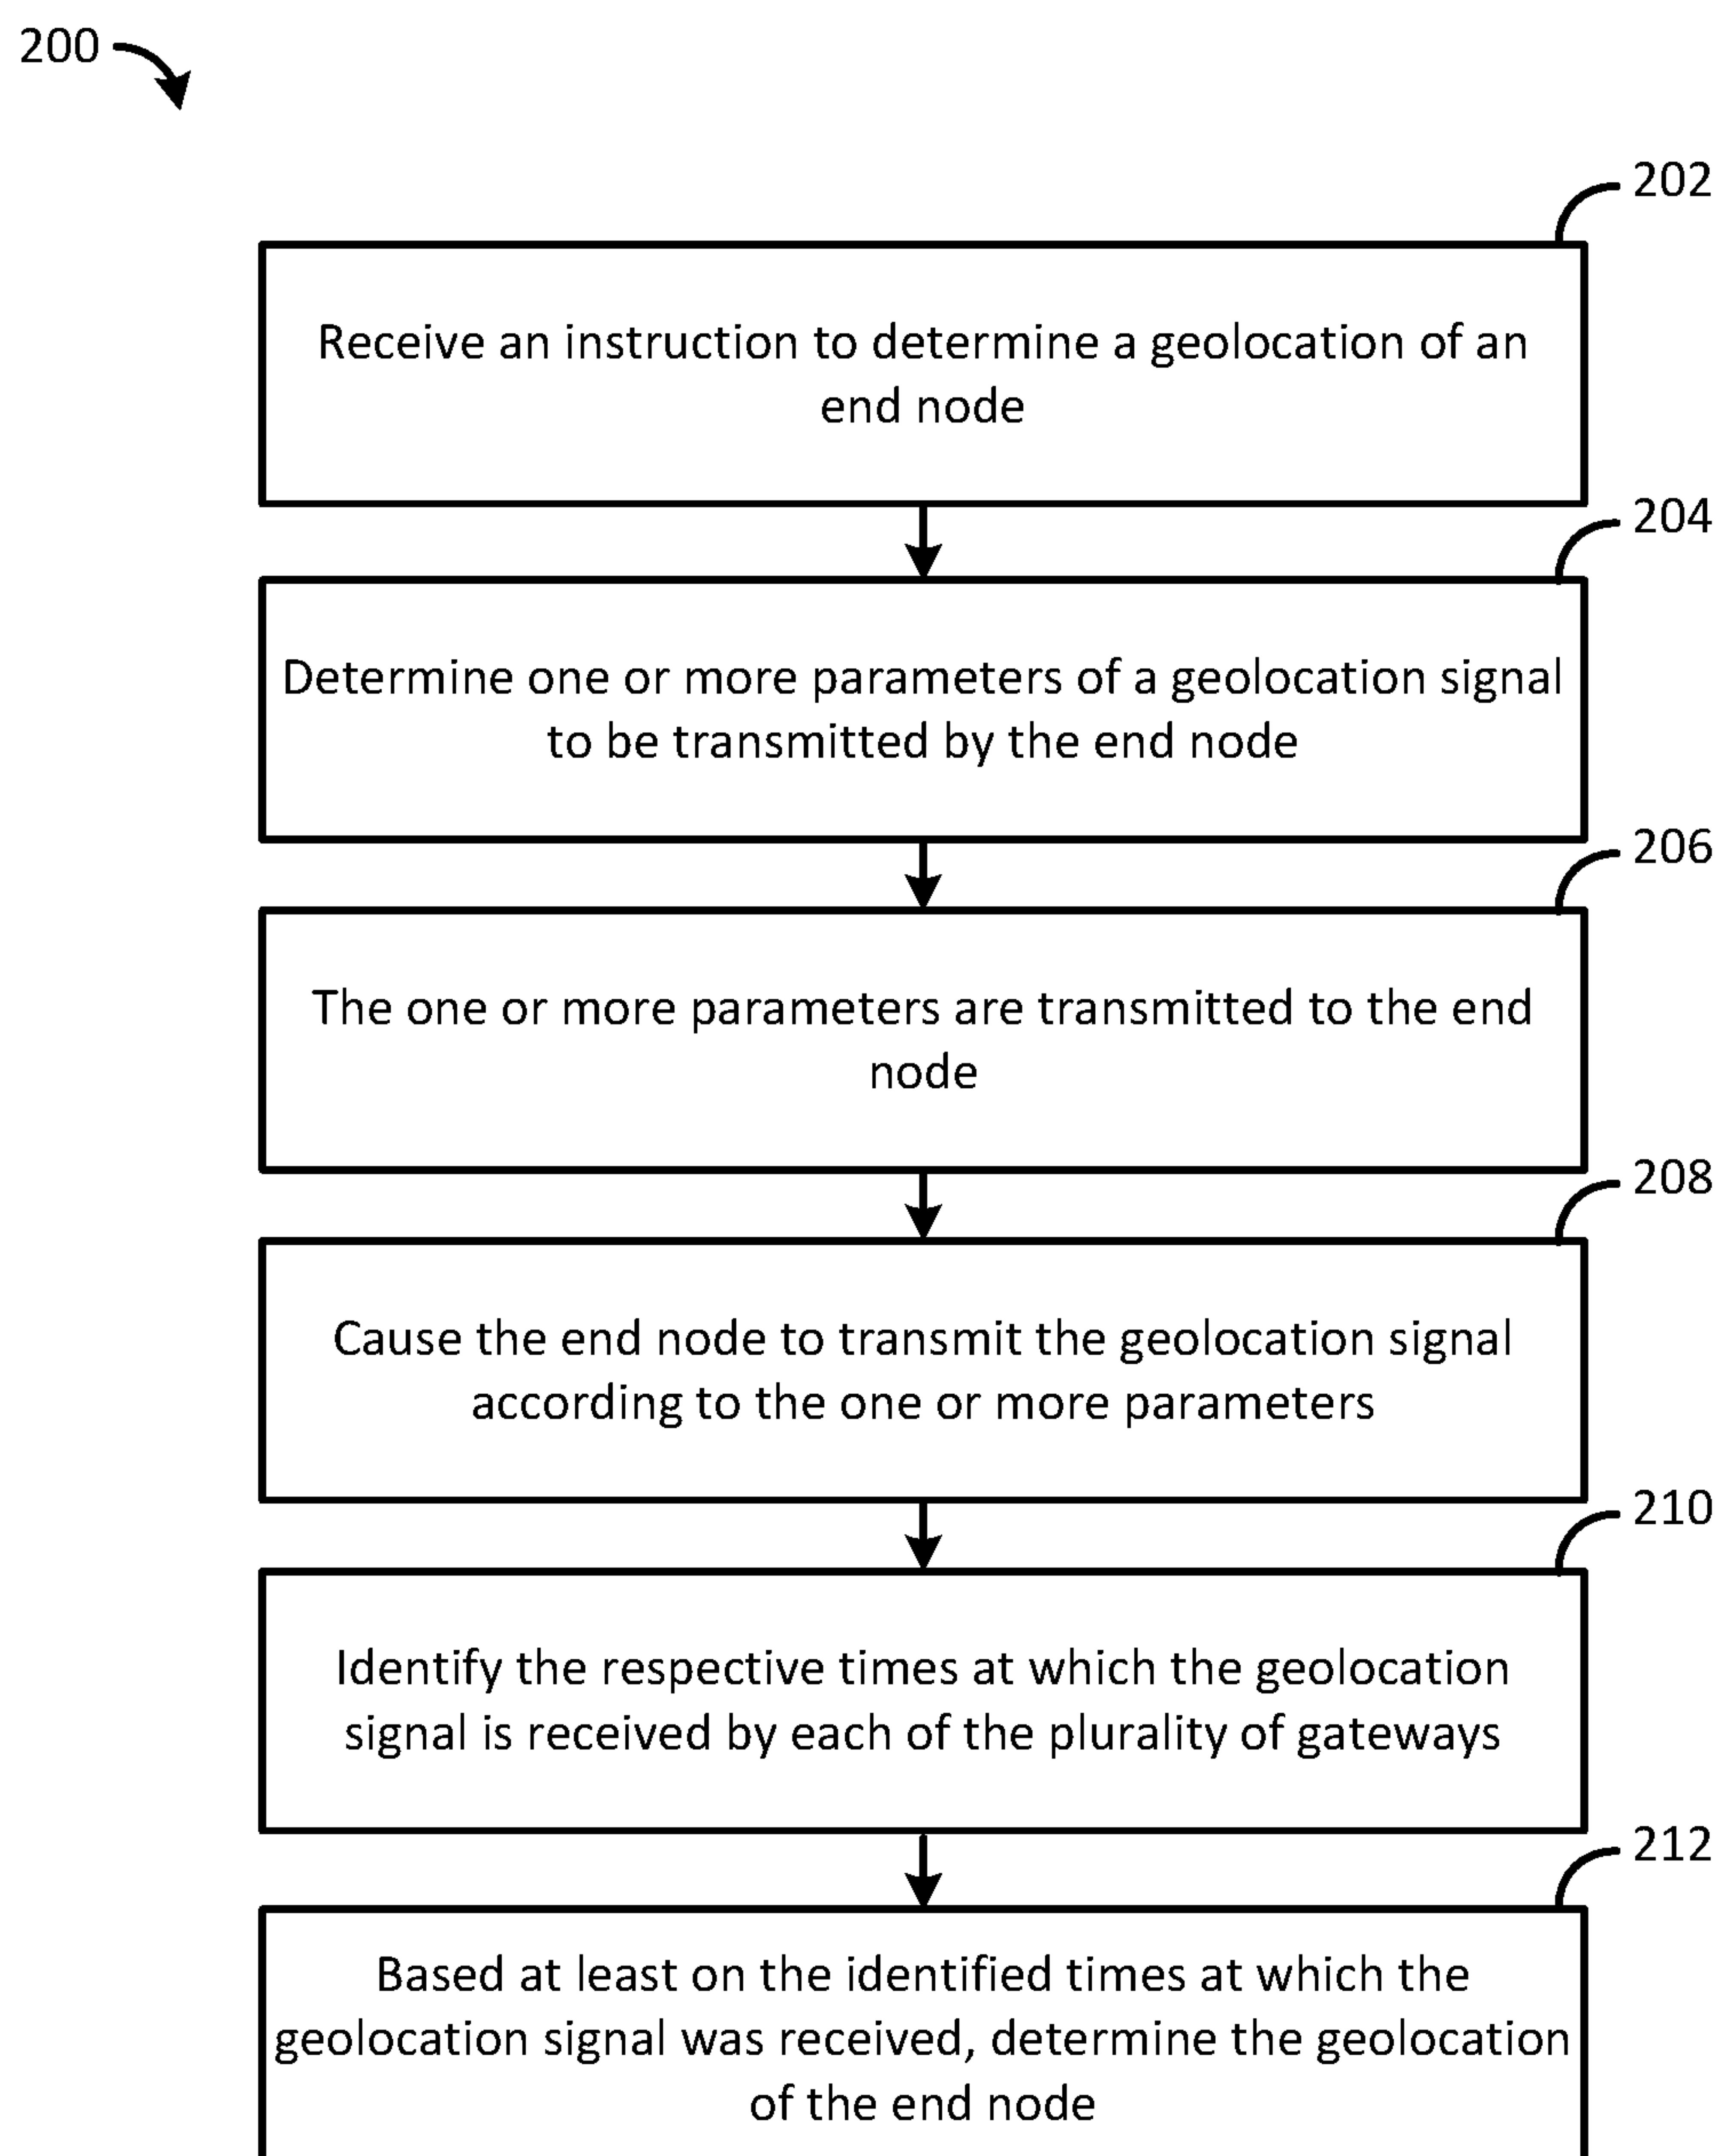 200
202
Receive an instruction to determine a geolocation of an
end node
204
Determine one or more parameters of a geolocation signal
to be transmitted by the end node
206
The one or more parameters are transmitted to the end
node
208
Cause the end node to transmit the geolocation signal
according to the one or more parameters
210
Identify the respective times at which the geolocation
signal is received by each of the plurality of gateways
212
Based at least on the identified times at which the
geolocation signal was received, determine the geolocation
of the end node